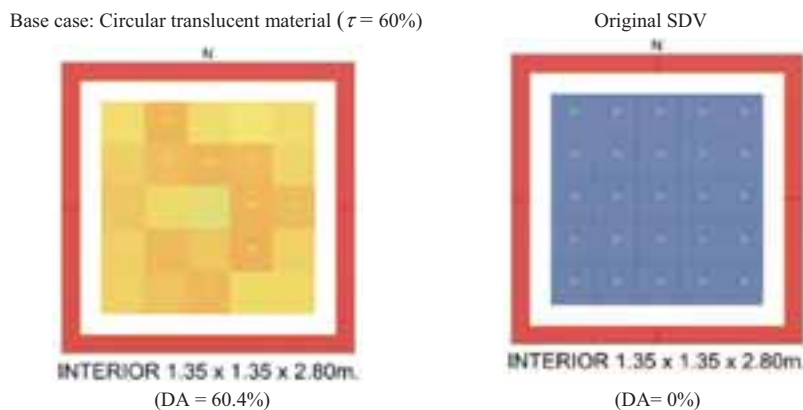 Base case: Circular translucent material (τ = 60%)
Original SDV
N
N
INTERIOR 1.35 x 1.35 x 2.80m.
INTERIOR 1.35 x 1.35 x 2.80m.
(DA = 60.4%)
(DA= 0%)